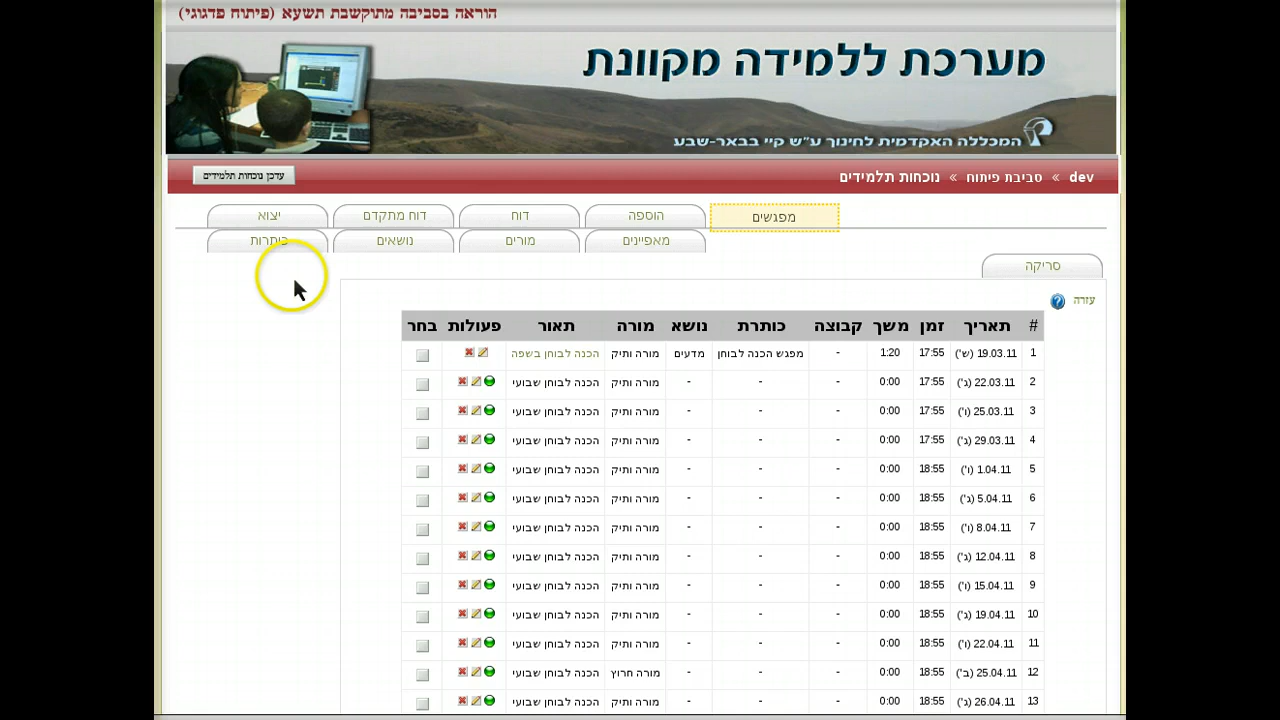 הוראה בסביבה מתוקשבת תשעא (פיתוח פדגוגי)
מערכת ללמידה מקוונת
המכללה האקדמית לחינוך ע"ש קיי בבאר-שבע
dev » סביבת פיתוח » נוכחות תלמידים עדכן נוכחות תלמידים
מפגשים הוספה דוח דוח מתקדם יצוא
מאפיינים מורים נושאים כותרות
סריקה
עזרה
# תאריך זמן משך קבוצה כותרת נושא מורה תאור פעולות בחר
1 19.03.11 (ש') 17:55 1:20 - מפגש הכנה לבוחן מדעים מורה ותיק הכנה לבוחן בשפה
2 22.03.11 (ג') 17:55 0:00 - - - מורה ותיק הכנה לבוחן שבועי
3 25.03.11 (ו') 17:55 0:00 - - - מורה ותיק הכנה לבוחן שבועי
4 29.03.11 (ג') 17:55 0:00 - - - מורה ותיק הכנה לבוחן שבועי
5 1.04.11 (ו') 18:55 0:00 - - - מורה ותיק הכנה לבוחן שבועי
6 5.04.11 (ג') 18:55 0:00 - - - מורה ותיק הכנה לבוחן שבועי
7 8.04.11 (ו') 18:55 0:00 - - - מורה ותיק הכנה לבוחן שבועי
8 12.04.11 (ג') 18:55 0:00 - - - מורה ותיק הכנה לבוחן שבועי
9 15.04.11 (ו') 18:55 0:00 - - - מורה ותיק הכנה לבוחן שבועי
10 19.04.11 (ג') 18:55 0:00 - - - מורה ותיק הכנה לבוחן שבועי
11 22.04.11 (ו') 18:55 0:00 - - - מורה ותיק הכנה לבוחן שבועי
12 25.04.11 (ב') 18:55 0:00 - - - מורה חרוץ הכנה לבוחן שבועי
13 26.04.11 (ג') 18:55 0:00 - - - מורה ותיק הכנה לבוחן שבועי